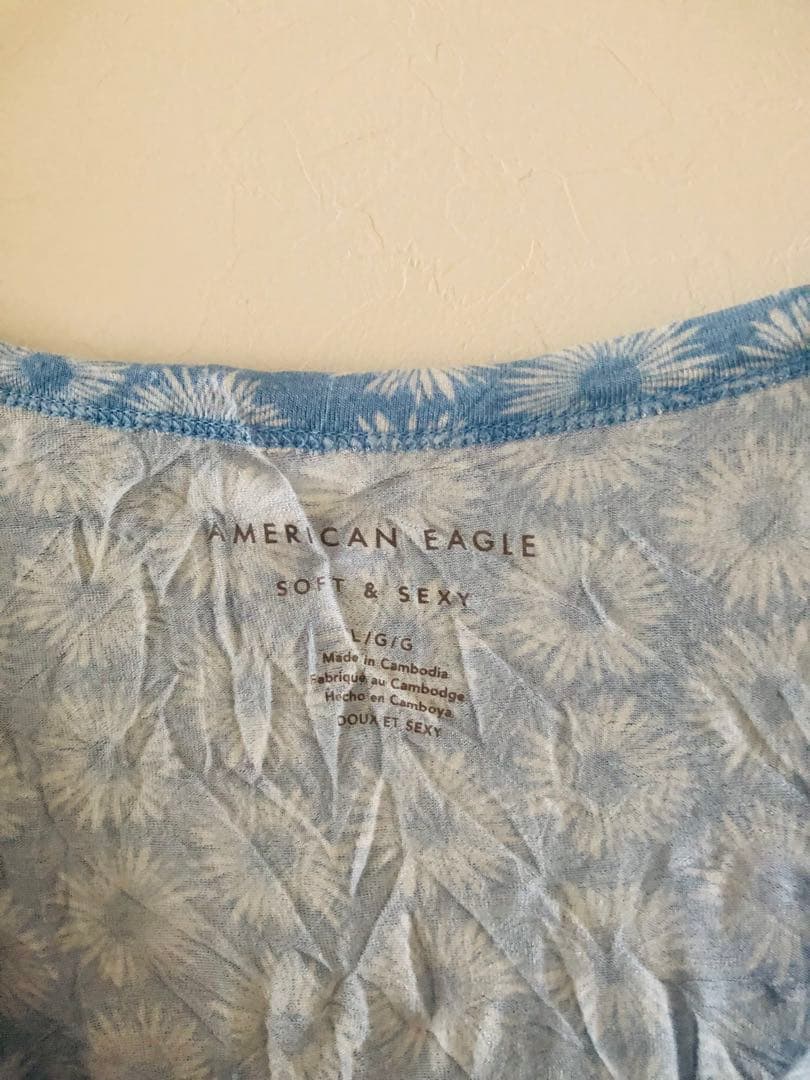 AMERICAN EAGLE
SOFT & SEXY
L/G/G
Made in Cambodia
Fabriqué au Cambodge
Hecho en Camboya
DOUX ET SEXY